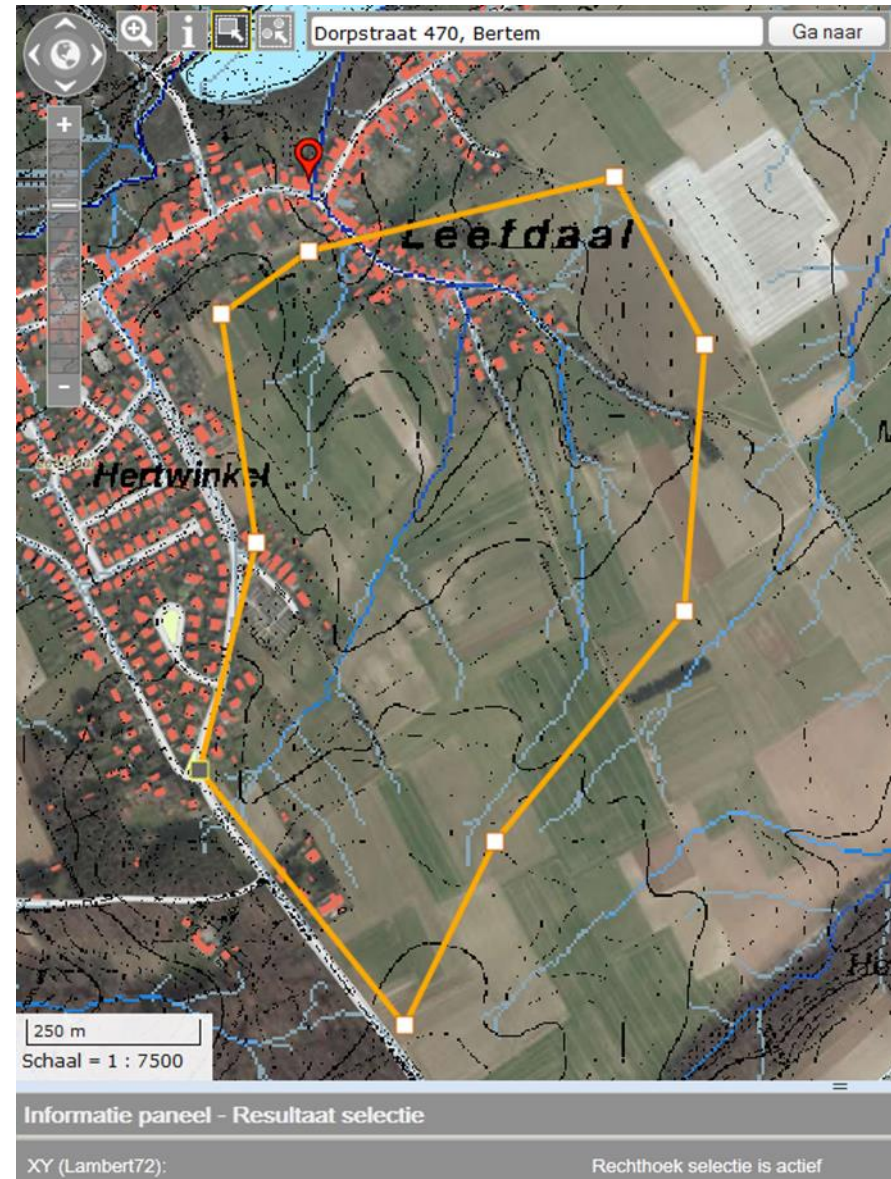 Dorpstraat 470, Bertem
Ga naar
Leefdaal
Hertwinkel
250 m
Schaal = 1 : 7500
Informatie paneel - Resultaat selectie
XY (Lambert72):
Rechthoek selectie is actief